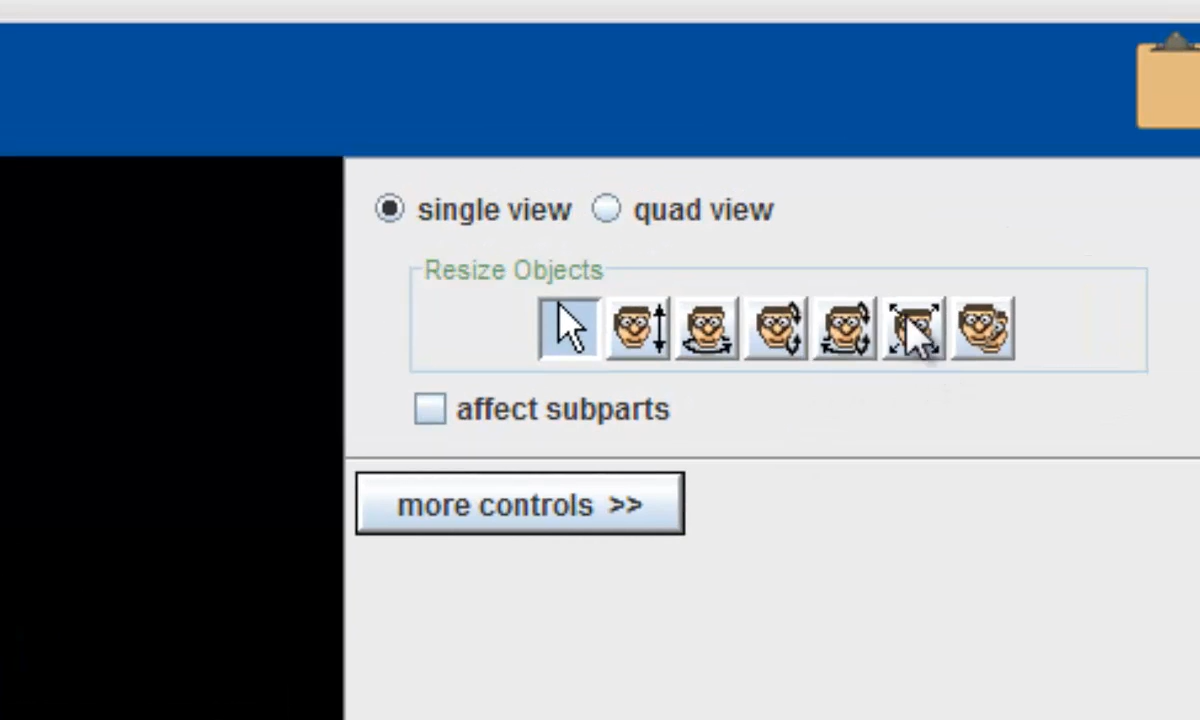 single view quad view
Resize Objects
affect subparts
more controls >>